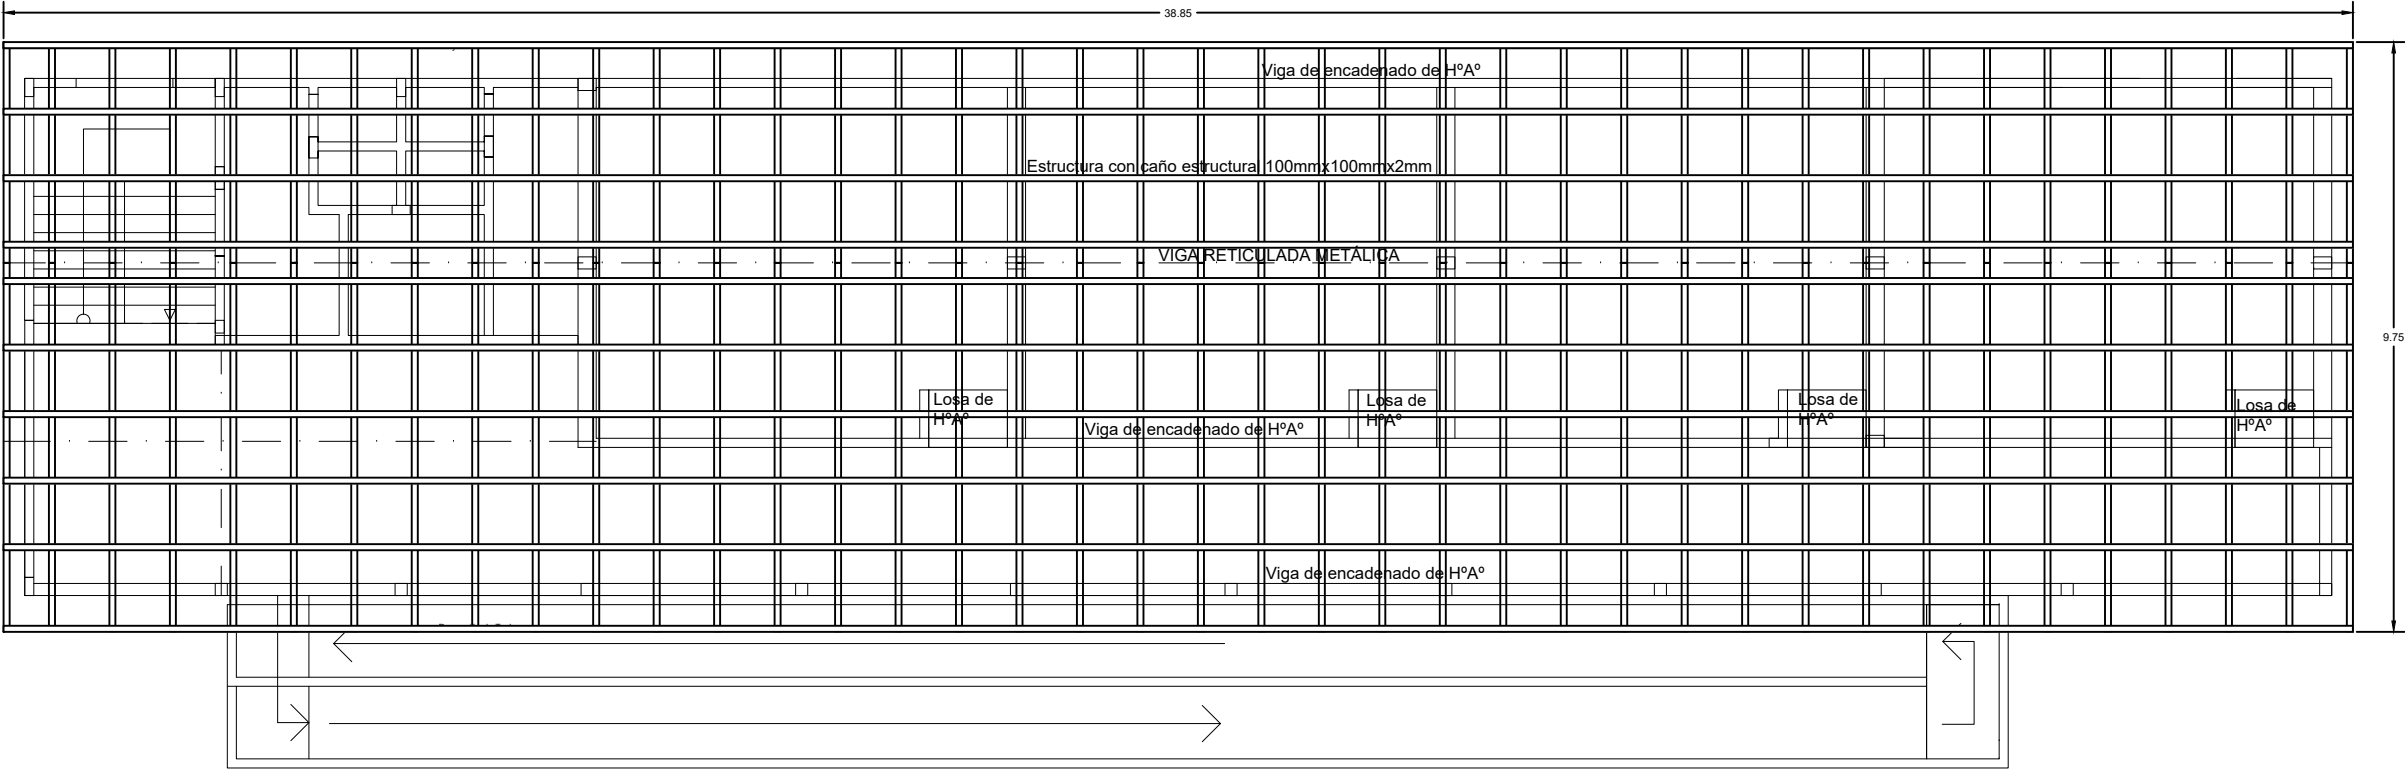 38.85
Viga de encadenado de HºAº
Estructura con caño estructural 100mmx100mmx2mm
VIGA RETICULADA METÁLICA
9.75
Losa de
HºAº
Losa de
HºAº
Losa de
HºAº
Losa de
HºAº
Viga de encadenado de HºAº
Viga de encadenado de HºAº